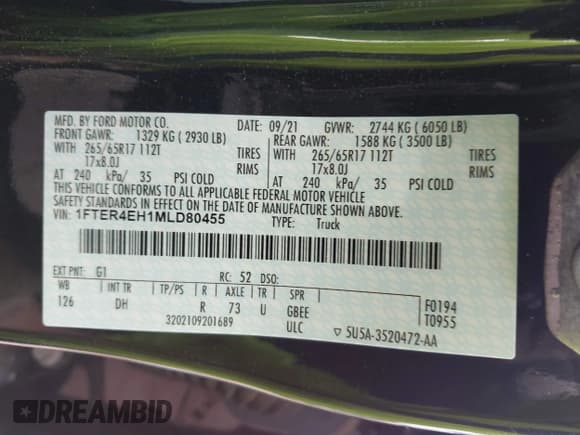 MFD. BY FORD MOTOR CO.
DATE: 09/21 GVWR: 2744 KG ( 6050 LB)
FRONT GAWR: 1329 KG ( 2930 LB) REAR GAWR: 1588 KG ( 3500 LB)
WITH 265/65R17 112T TIRES WITH 265/65R17 112T TIRES
17x8.0J RIMS 17x8.0J RIMS
AT 240 kPa/ 35 PSI COLD AT 240 kPa/ 35 PSI COLD
THIS VEHICLE CONFORMS TO ALL APPLICABLE FEDERAL MOTOR VEHICLE
SAFETY STANDARDS IN EFFECT ON THE DATE OF MANUFACTURE SHOWN ABOVE.
VIN: 1FTER4EH1MLD80455 TYPE: Truck
EXT PNT: G1 RC: 52 DSO:
WB INT TR TP/PS R AXLE TR SPR F0194
126 DH R 73 U GBEE T0955
3202109201689 ULC ▽ 5U5A-3520472-AA
DREAMBID